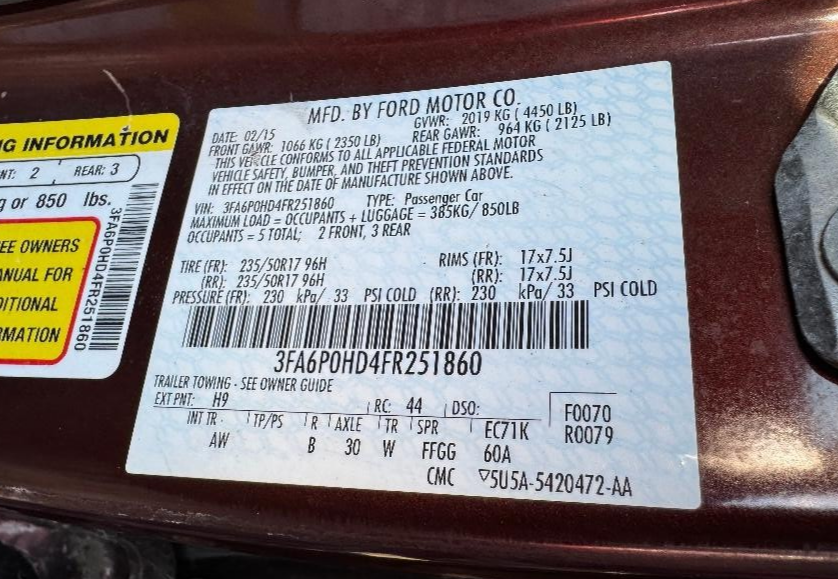 NG INFORMATION
NT: 2 REAR: 3
g or 850 lbs.
EE OWNERS
ANUAL FOR
DITIONAL
RMATION
3FA6P0HD4FR251860
MFD. BY FORD MOTOR CO.
DATE: 02/15 GVWR: 2019 KG ( 4450 LB)
FRONT GAWR: 1066 KG ( 2350 LB) REAR GAWR: 964 KG ( 2125 LB)
THIS VEHICLE CONFORMS TO ALL APPLICABLE FEDERAL MOTOR
VEHICLE SAFETY, BUMPER, AND THEFT PREVENTION STANDARDS
IN EFFECT ON THE DATE OF MANUFACTURE SHOWN ABOVE.
VIN: 3FA6P0HD4FR251860 TYPE: Passenger Car
MAXIMUM LOAD = OCCUPANTS + LUGGAGE = 385KG/ 850LB
OCCUPANTS = 5 TOTAL; 2 FRONT, 3 REAR
TIRE (FR): 235/50R17 96H RIMS (FR): 17x7.5J
(RR): 235/50R17 96H (RR): 17x7.5J
PRESSURE (FR): 230 kPa/ 33 PSI COLD (RR): 230 kPa/ 33 PSI COLD
3FA6P0HD4FR251860
TRAILER TOWING - SEE OWNER GUIDE
EXT PNT: H9 RC: 44 DSO: F0070
INT TR TP/PS R AXLE TR SPR EC71K R0079
AW B 30 W FFGG 60A
CMC ▽5U5A-5420472-AA